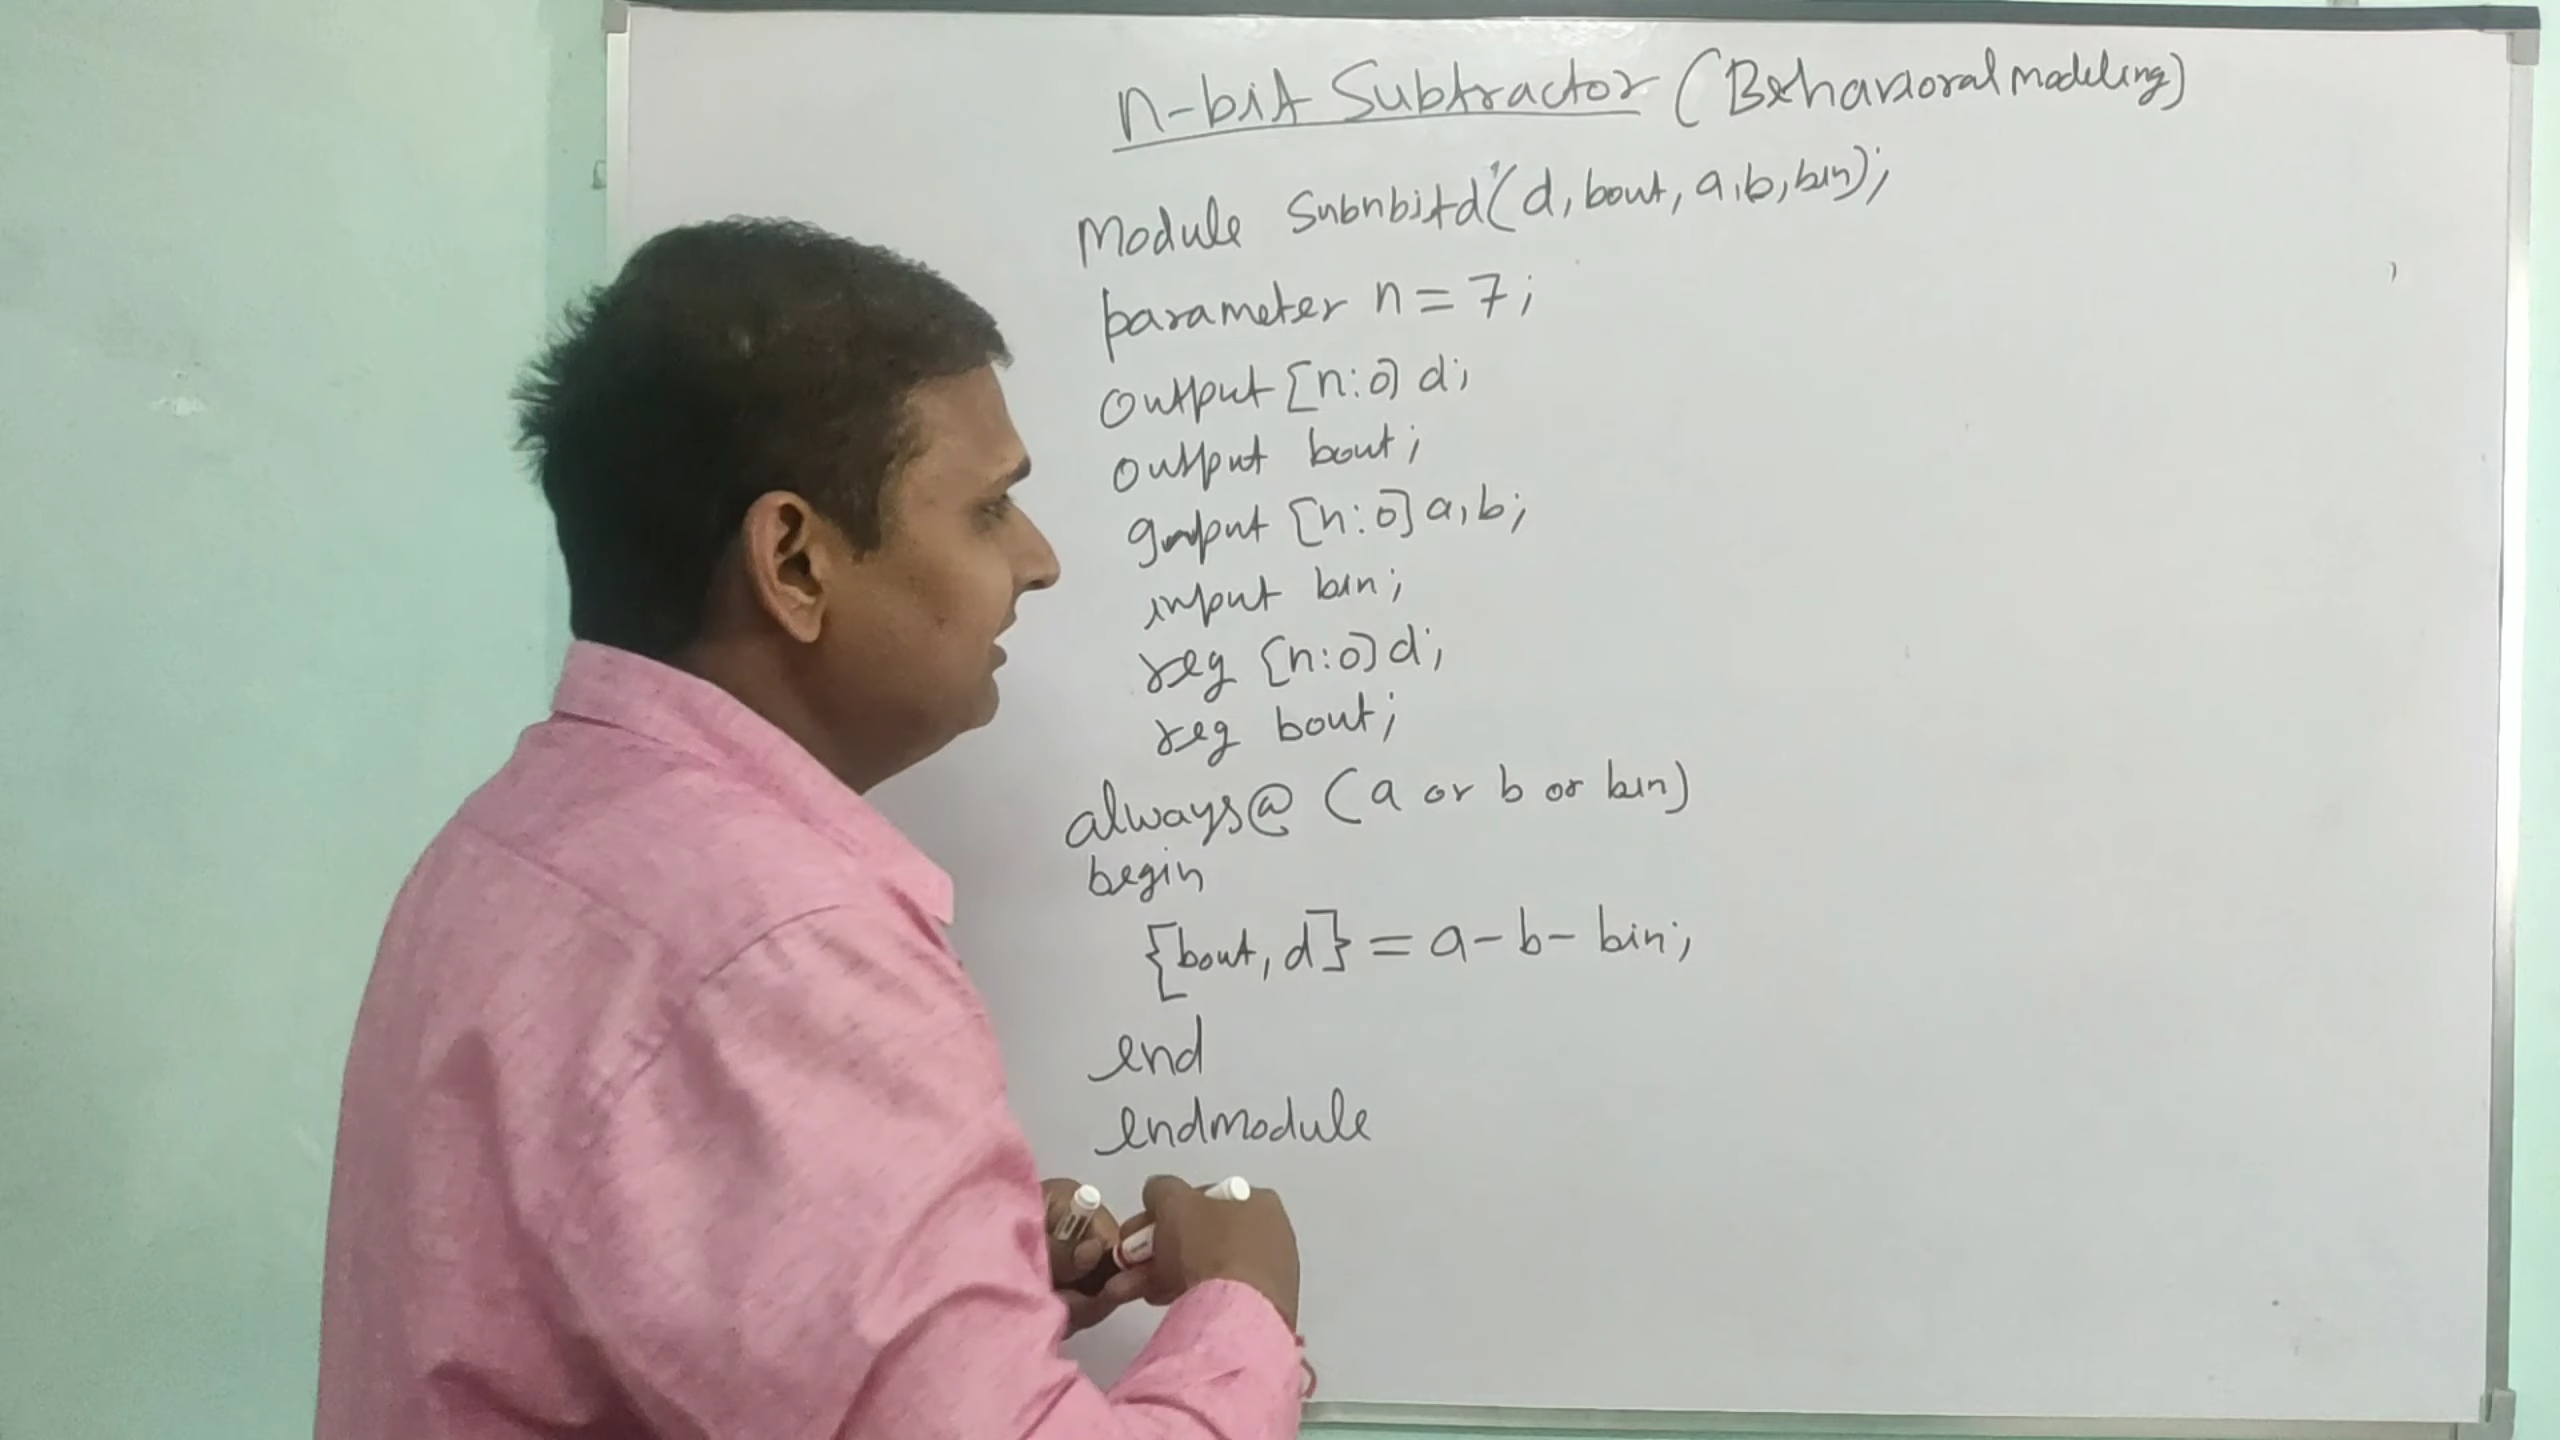 n-bit Subtractor (Behavioral modeling)
Module Subnbitd (d, bout, a, b, bin);
parameter n = 7;
output [n:0] d;
output bout;
input [n:0] a, b;
input bin;
reg [n:0] d;
reg bout;
always@ (a or b or bin)
begin
{bout, d} = a - b - bin;
end
endmodule